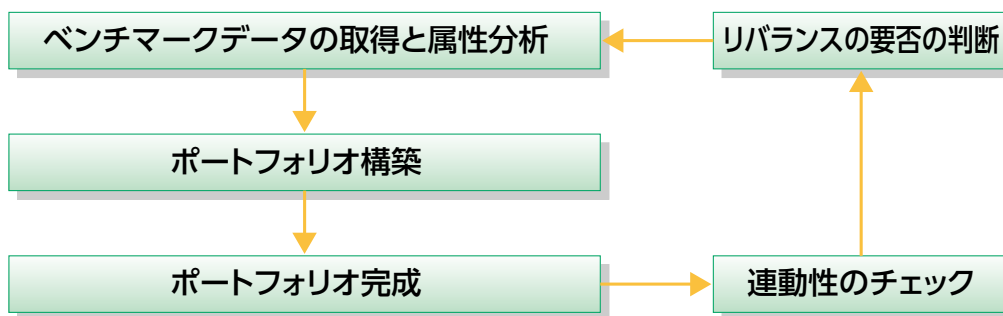 ベンチマークデータの取得と属性分析
リバランスの要否の判断
ポートフォリオ構築
ポートフォリオ完成
連動性のチェック